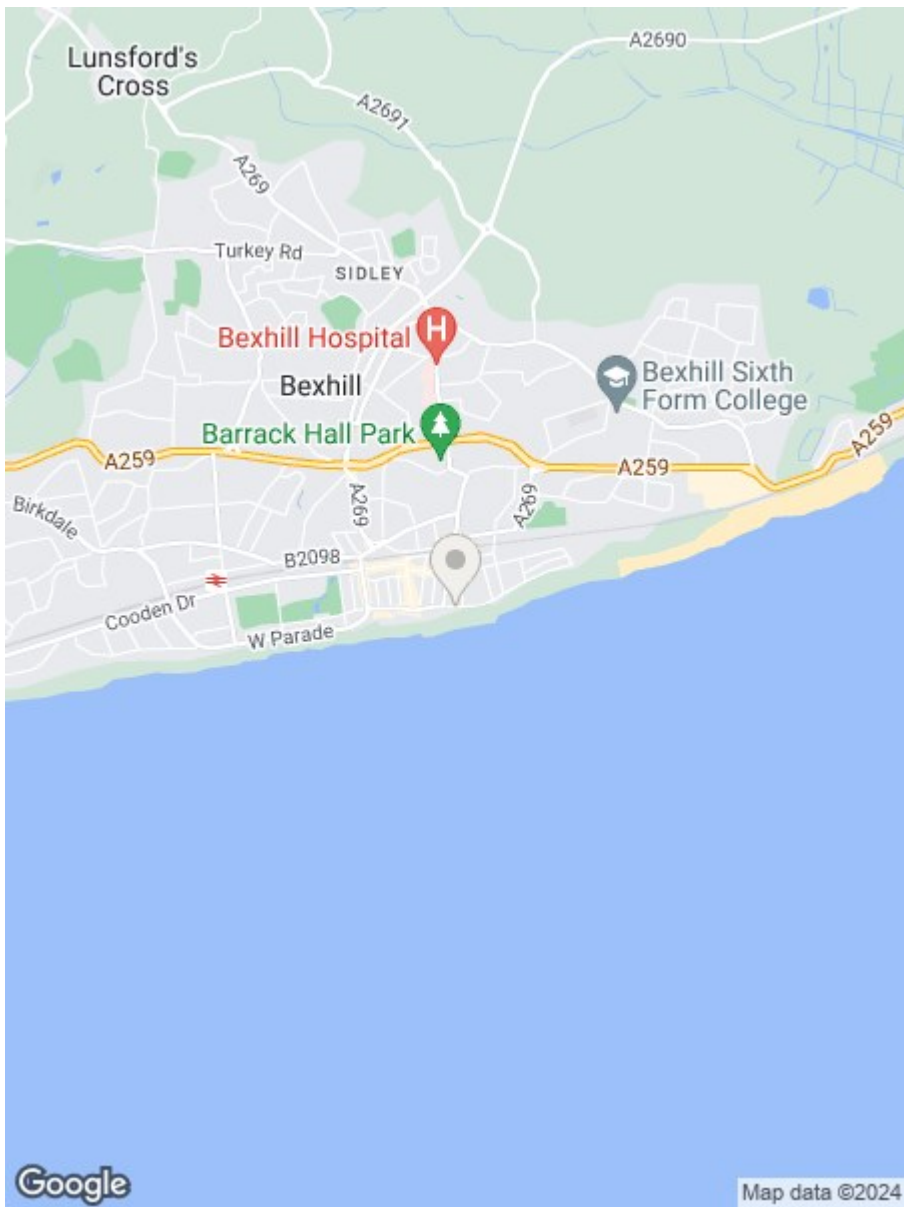 Lunsford's
Cross
A2690
A2691
A269
Turkey Rd
SIDLEY
Bexhill Hospital
H
Bexhill
Bexhill Sixth
Form College
Barrack Hall Park
A259
A259
A259
Birkdale
A269
A269
B2098
Cooden Dr
W Parade
Google
Map data ©2024